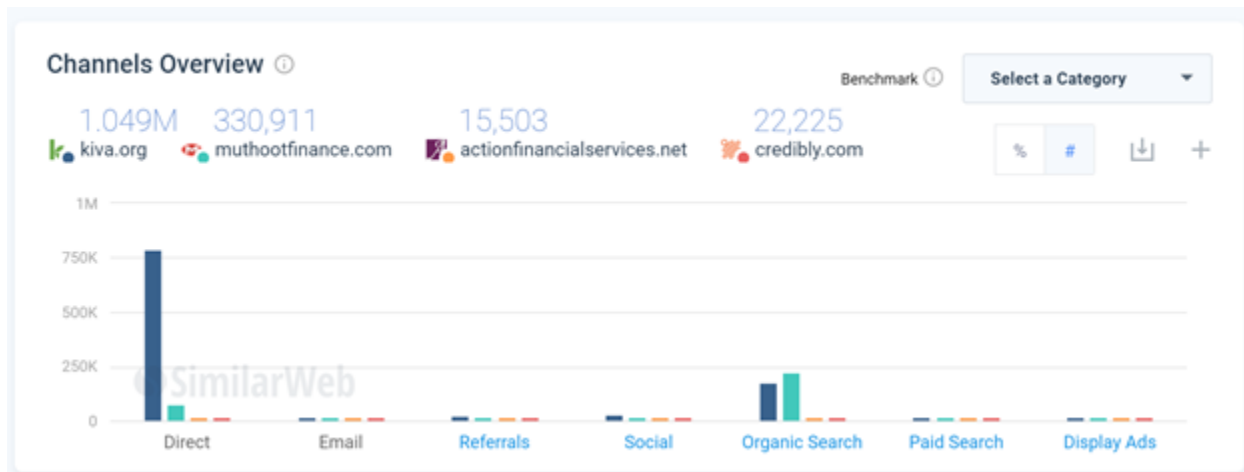 Channels Overview
Benchmark
Select a Category
1.049M 330,911 15,503 22,225
kiva.org muthootfinance.com actionfinancialservices.net credibly.com
% #
1M
750K
500K
250K
0
SimilarWeb
Direct Email Referrals Social Organic Search Paid Search Display Ads